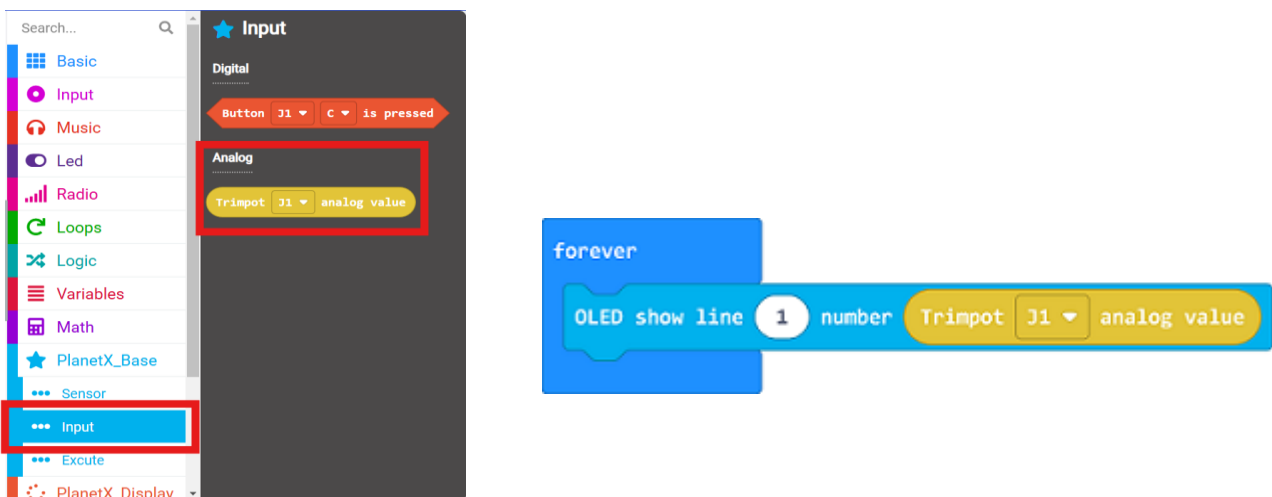 Search...
Basic
Input
Music
Led
Radio
Loops
Logic
Variables
Math
PlanetX_Base
Sensor
Input
Excute
PlanetX_Display
Input
Digital
Button J1 C is pressed
Analog
Trimpot J1 analog value
forever
OLED show line 1 number Trimpot J1 analog value